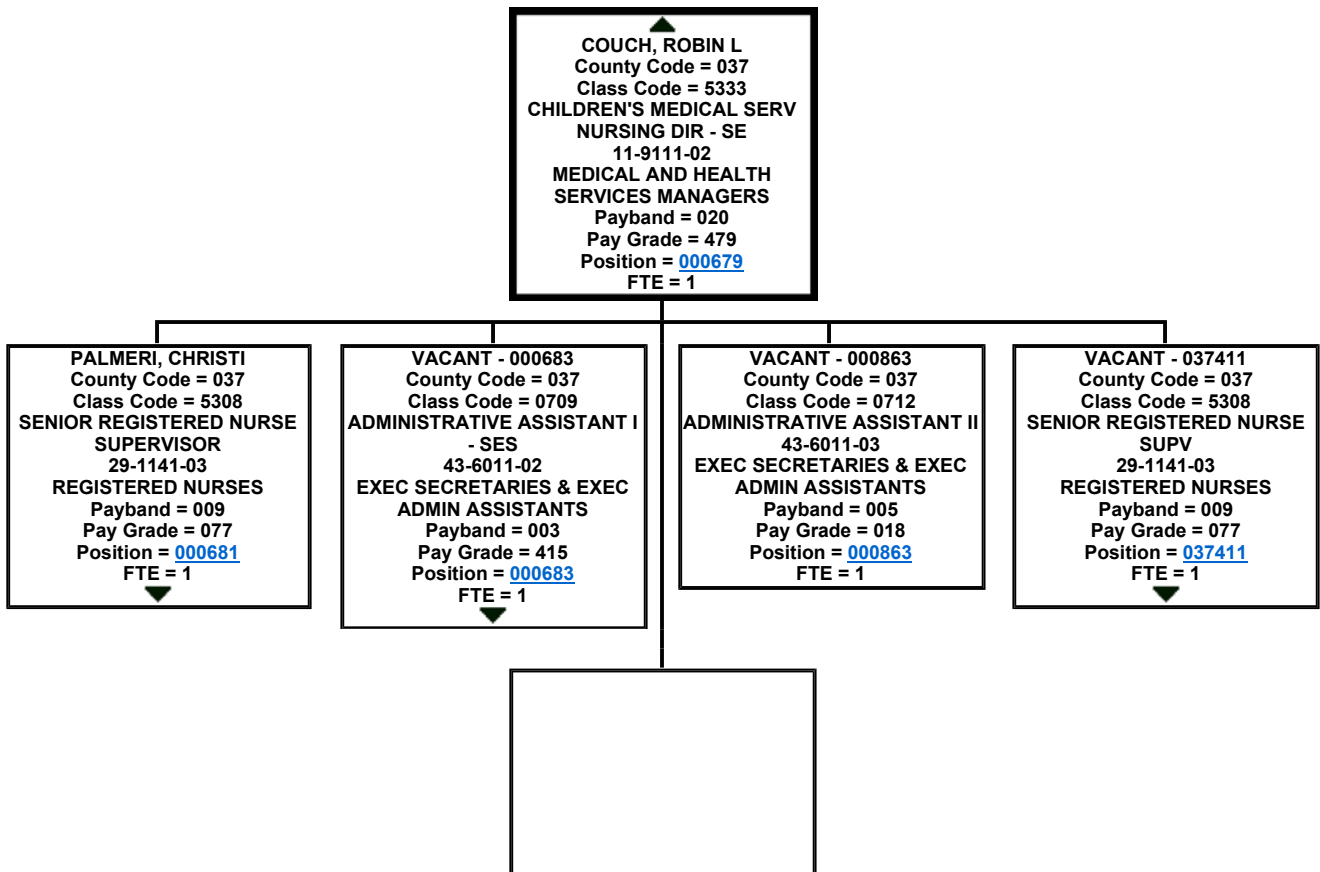 COUCH, ROBIN L
County Code = 037
Class Code = 5333
CHILDREN'S MEDICAL SERV
NURSING DIR - SE
11-9111-02
MEDICAL AND HEALTH
SERVICES MANAGERS
Payband = 020
Pay Grade = 479
Position = 000679
FTE = 1
PALMERI, CHRISTI
County Code = 037
Class Code = 5308
SENIOR REGISTERED NURSE
SUPERVISOR
29-1141-03
REGISTERED NURSES
Payband = 009
Pay Grade = 077
Position = 000681
FTE = 1
VACANT - 000683
County Code = 037
Class Code = 0709
ADMINISTRATIVE ASSISTANT I
- SES
43-6011-02
EXEC SECRETARIES & EXEC
ADMIN ASSISTANTS
Payband = 003
Pay Grade = 415
Position = 000683
FTE = 1
VACANT - 000863
County Code = 037
Class Code = 0712
ADMINISTRATIVE ASSISTANT II
43-6011-03
EXEC SECRETARIES & EXEC
ADMIN ASSISTANTS
Payband = 005
Pay Grade = 018
Position = 000863
FTE = 1
VACANT - 037411
County Code = 037
Class Code = 5308
SENIOR REGISTERED NURSE
SUPV
29-1141-03
REGISTERED NURSES
Payband = 009
Pay Grade = 077
Position = 037411
FTE = 1